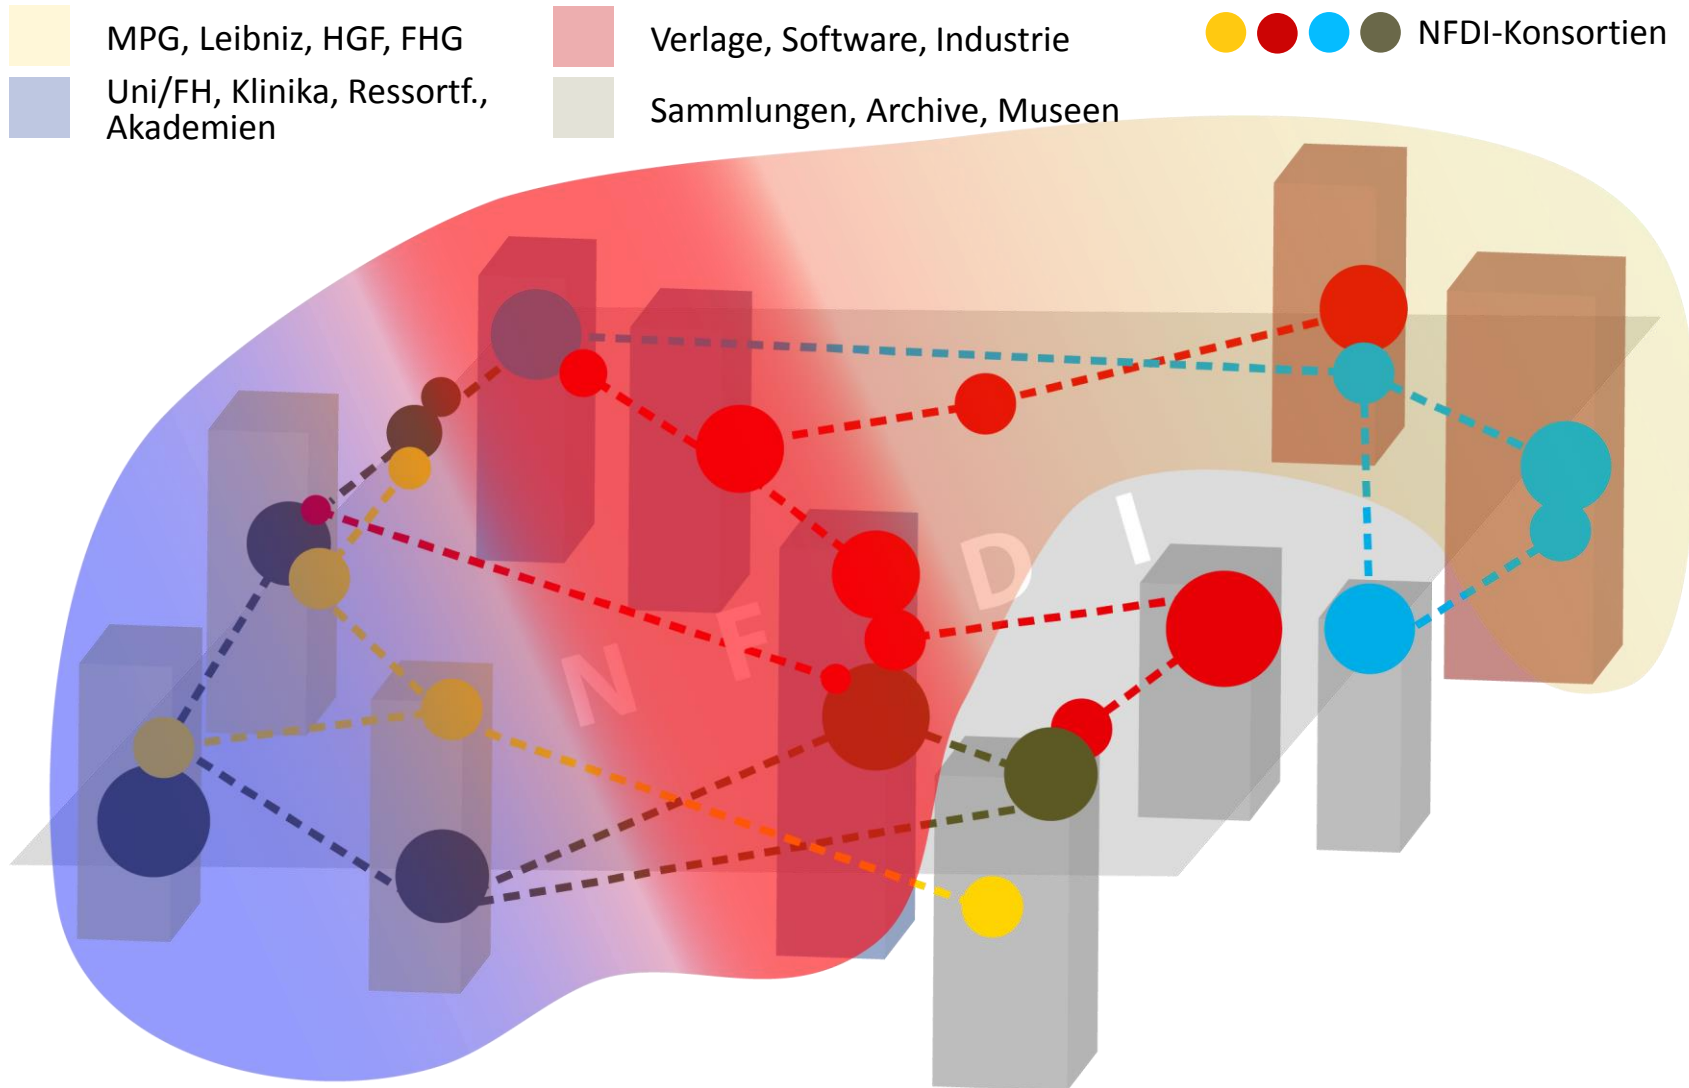 MPG, Leibniz, HGF, FHG
Uni/FH, Klinika, Ressortf.,
Akademien
Verlage, Software, Industrie
Sammlungen, Archive, Museen
NFDI-Konsortien
N F D I